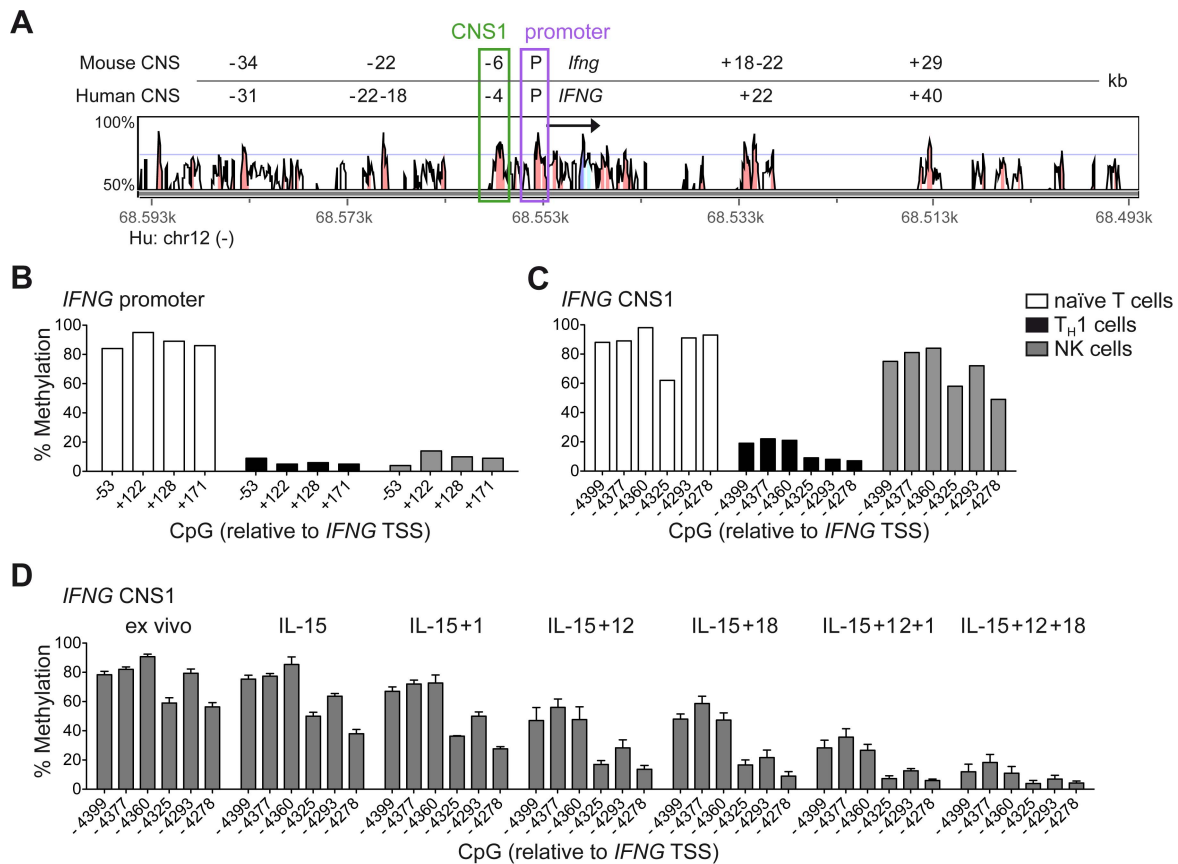 A
CNS1 promoter
Mouse CNS -34 -22 -6 P Ifng +18-22 +29
kb
Human CNS -31 -22-18 -4 P IFNG +22 +40
100%
50%
68.593k 68.573k 68.553k 68.533k 68.513k 68.493k
Hu: chr12 (-)
B
IFNG promoter
% Methylation
100
80
60
40
20
0
-53 +122 +128 +171 -53 +122 +128 +171 -53 +122 +128 +171
CpG (relative to IFNG TSS)
C
IFNG CNS1
100
80
60
40
20
0
- 4399 - 4377 - 4360 - 4325 - 4293 - 4278 - 4399 - 4377 - 4360 - 4325 - 4293 - 4278 - 4399 - 4377 - 4360 - 4325 - 4293 - 4278
CpG (relative to IFNG TSS)
naïve T cells
TH1 cells
NK cells
D
IFNG CNS1
ex vivo IL-15 IL-15+1 IL-15+12 IL-15+18 IL-15+12+1 IL-15+12+18
% Methylation
100
80
60
40
20
0
- 4399 - 4377 - 4360 - 4325 - 4293 - 4278 - 4399 - 4377 - 4360 - 4325 - 4293 - 4278 - 4399 - 4377 - 4360 - 4325 - 4293 - 4278 - 4399 - 4377 - 4360 - 4325 - 4293 - 4278 - 4399 - 4377 - 4360 - 4325 - 4293 - 4278 - 4399 - 4377 - 4360 - 4325 - 4293 - 4278 - 4399 - 4377 - 4360 - 4325 - 4293 - 4278
CpG (relative to IFNG TSS)